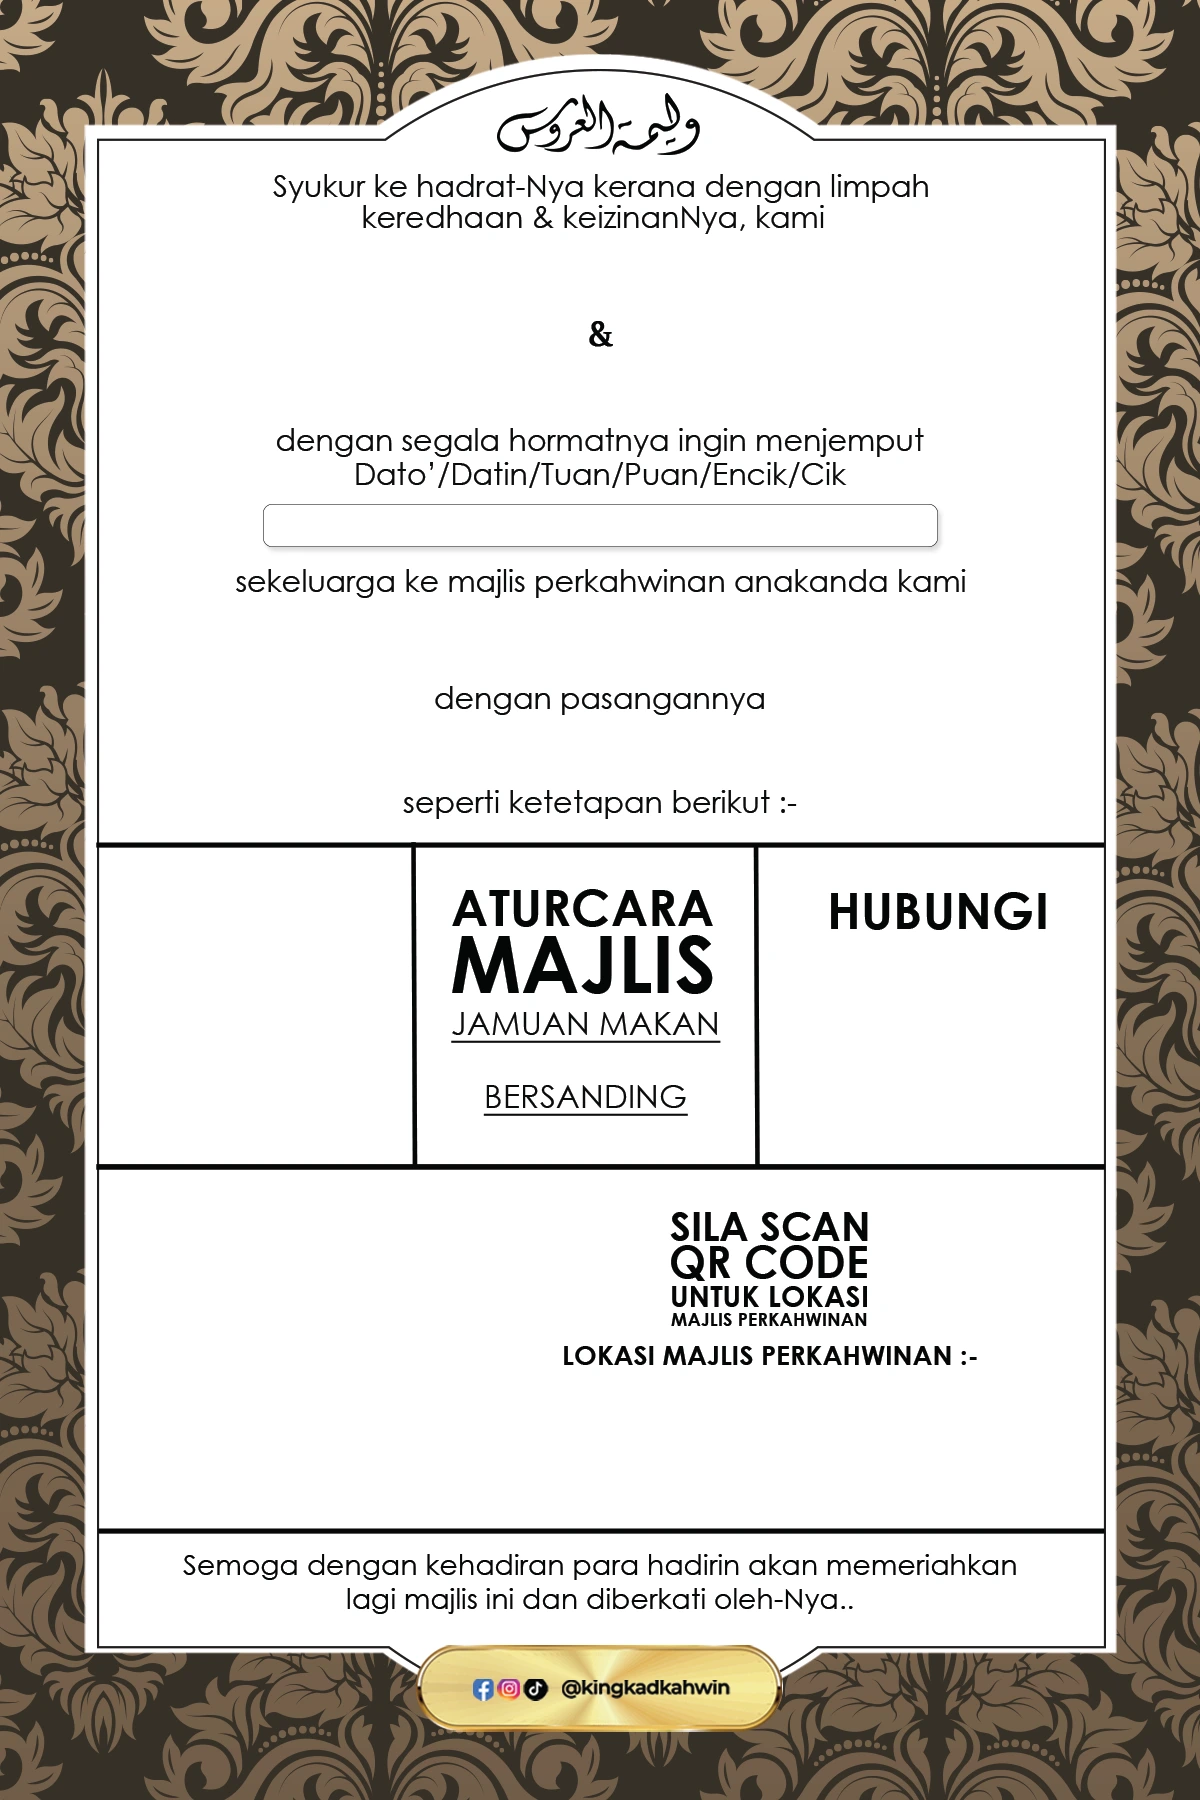 وليمة العروس
Syukur ke hadrat-Nya kerana dengan limpah
keredhaan & keizinanNya, kami
&
dengan segala hormatnya ingin menjemput
Dato’/Datin/Tuan/Puan/Encik/Cik
sekeluarga ke majlis perkahwinan anakanda kami
dengan pasangannya
seperti ketetapan berikut :-
ATURCARA
MAJLIS
JAMUAN MAKAN
BERSANDING
HUBUNGI
SILA SCAN
QR CODE
UNTUK LOKASI
MAJLIS PERKAHWINAN
LOKASI MAJLIS PERKAHWINAN :-
Semoga dengan kehadiran para hadirin akan memeriahkan
lagi majlis ini dan diberkati oleh-Nya..
@kingkadkahwin